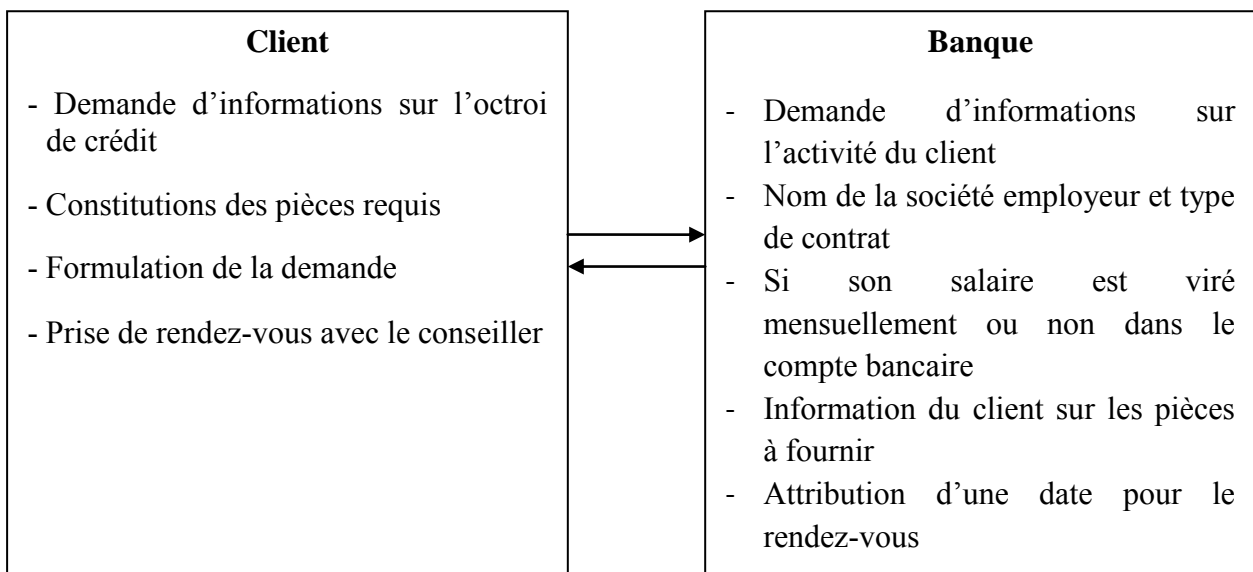 Client
- Demande d’informations sur l’octroi
de crédit
- Constitutions des pièces requis
- Formulation de la demande
- Prise de rendez-vous avec le conseiller
Banque
- Demande d’informations sur
l’activité du client
- Nom de la société employeur et type
de contrat
- Si son salaire est viré
mensuellement ou non dans le
compte bancaire
- Information du client sur les pièces
à fournir
- Attribution d’une date pour le
rendez-vous